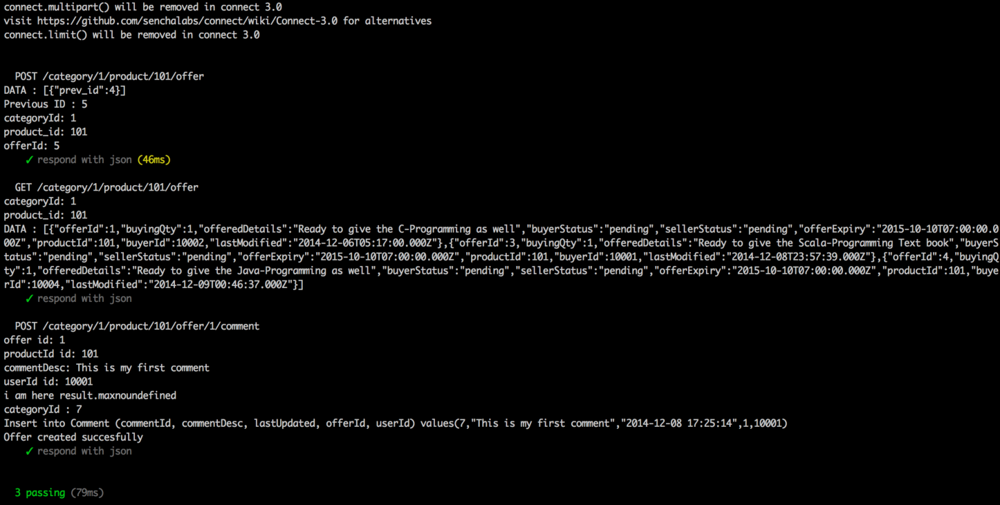 connect.multipart() will be removed in connect 3.0
visit https://github.com/senchalabs/connect/wiki/Connect-3.0 for alternatives
connect.limit() will be removed in connect 3.0
POST /category/1/product/101/offer
DATA : [{"prev_id":4}]
Previous ID : 5
categoryId: 1
product_id: 101
offerId: 5
✓ respond with json (46ms)
GET /category/1/product/101/offer
categoryId: 1
product_id: 101
DATA : [{"offerId":1,"buyingQty":1,"offeredDetails":"Ready to give the C-Programming as well","buyerStatus":"pending","sellerStatus":"pending","offerExpiry":"2015-10-10T07:00:00.0
00Z","productId":101,"buyerId":10002,"lastModified":"2014-12-06T05:17:00.000Z"},{"offerId":3,"buyingQty":1,"offeredDetails":"Ready to give the Scala-Programming Text book","buyerS
tatus":"pending","sellerStatus":"pending","offerExpiry":"2015-10-10T07:00:00.000Z","productId":101,"buyerId":10001,"lastModified":"2014-12-08T23:57:39.000Z"},{"offerId":4,"buyingQ
ty":1,"offeredDetails":"Ready to give the Java-Programming as well","buyerStatus":"pending","sellerStatus":"pending","offerExpiry":"2015-10-10T07:00:00.000Z","productId":101,"buye
rId":10004,"lastModified":"2014-12-09T00:46:37.000Z"}]
✓ respond with json
POST /category/1/product/101/offer/1/comment
offer id: 1
productId id: 101
commentDesc: This is my first comment
userId id: 10001
i am here result.maxnoundefined
categoryId : 7
Insert into Comment (commentId, commentDesc, lastUpdated, offerId, userId) values(7,"This is my first comment","2014-12-08 17:25:14",1,10001)
Offer created succesfully
✓ respond with json
3 passing (79ms)